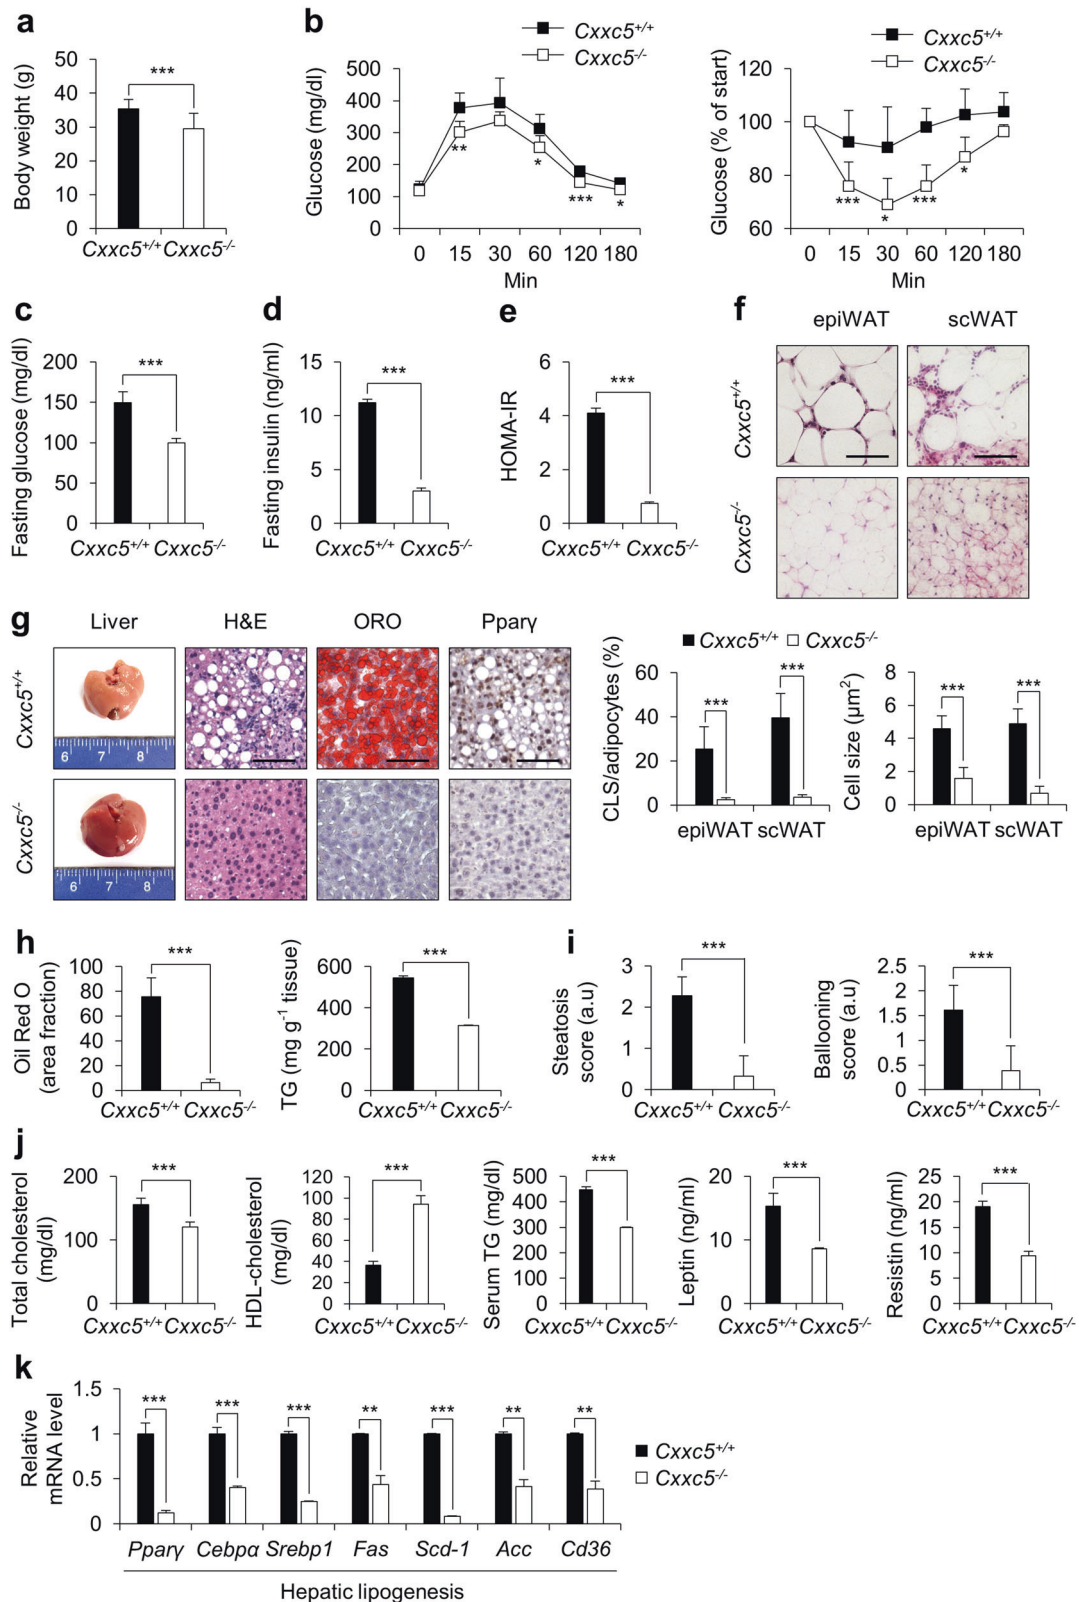 a
Body weight (g)
50
40
30
20
10
0
***
Cxxc5+/+ Cxxc5-/-
b
Cxxc5+/+
Cxxc5-/-
Glucose (mg/dl)
500
400
300
200
100
0
**
*
***
*
0 15 30 60 120 180
Min
Cxxc5+/+
Cxxc5-/-
Glucose (% of start)
120
100
80
60
***
*
***
*
0 15 30 60 120 180
Min
c
Fasting glucose (mg/dl)
200
150
100
50
0
***
Cxxc5+/+ Cxxc5-/-
d
Fasting insulin (ng/ml)
15
10
5
0
***
Cxxc5+/+ Cxxc5-/-
e
HOMA-IR
6
4
2
0
***
Cxxc5+/+ Cxxc5-/-
f
epiWAT scWAT
Cxxc5+/+
Cxxc5-/-
Cxxc5+/+ Cxxc5-/-
CLS/adipocytes (%)
60
40
20
0
***
***
epiWAT scWAT
Cell size (μm2)
6
4
2
0
***
***
epiWAT scWAT
g
Liver H&E ORO Pparγ
Cxxc5+/+
6 7 8
Cxxc5-/-
6 7 8
h
Oil Red O
(area fraction)
100
80
60
40
20
0
***
Cxxc5+/+ Cxxc5-/-
TG (mg g-1 tissue)
600
400
200
0
***
Cxxc5+/+ Cxxc5-/-
i
Steatosis
score (a.u)
3
2
1
0
***
Cxxc5+/+ Cxxc5-/-
Ballooning
score (a.u)
2.5
2
1.5
1
0.5
0
***
Cxxc5+/+ Cxxc5-/-
j
Total cholesterol
(mg/dl)
200
100
0
***
Cxxc5+/+ Cxxc5-/-
HDL-cholesterol
(mg/dl)
120
100
80
60
40
20
0
***
Cxxc5+/+ Cxxc5-/-
Serum TG (mg/dl)
500
400
300
200
100
0
***
Cxxc5+/+ Cxxc5-/-
Leptin (ng/ml)
20
10
0
***
Cxxc5+/+ Cxxc5-/-
Resistin (ng/ml)
25
20
15
10
5
0
***
Cxxc5+/+ Cxxc5-/-
k
Relative
mRNA level
1.5
1
0.5
0
*** *** *** ** *** ** **
Cxxc5+/+
Cxxc5-/-
Pparγ Cebpα Srebp1 Fas Scd-1 Acc Cd36
Hepatic lipogenesis